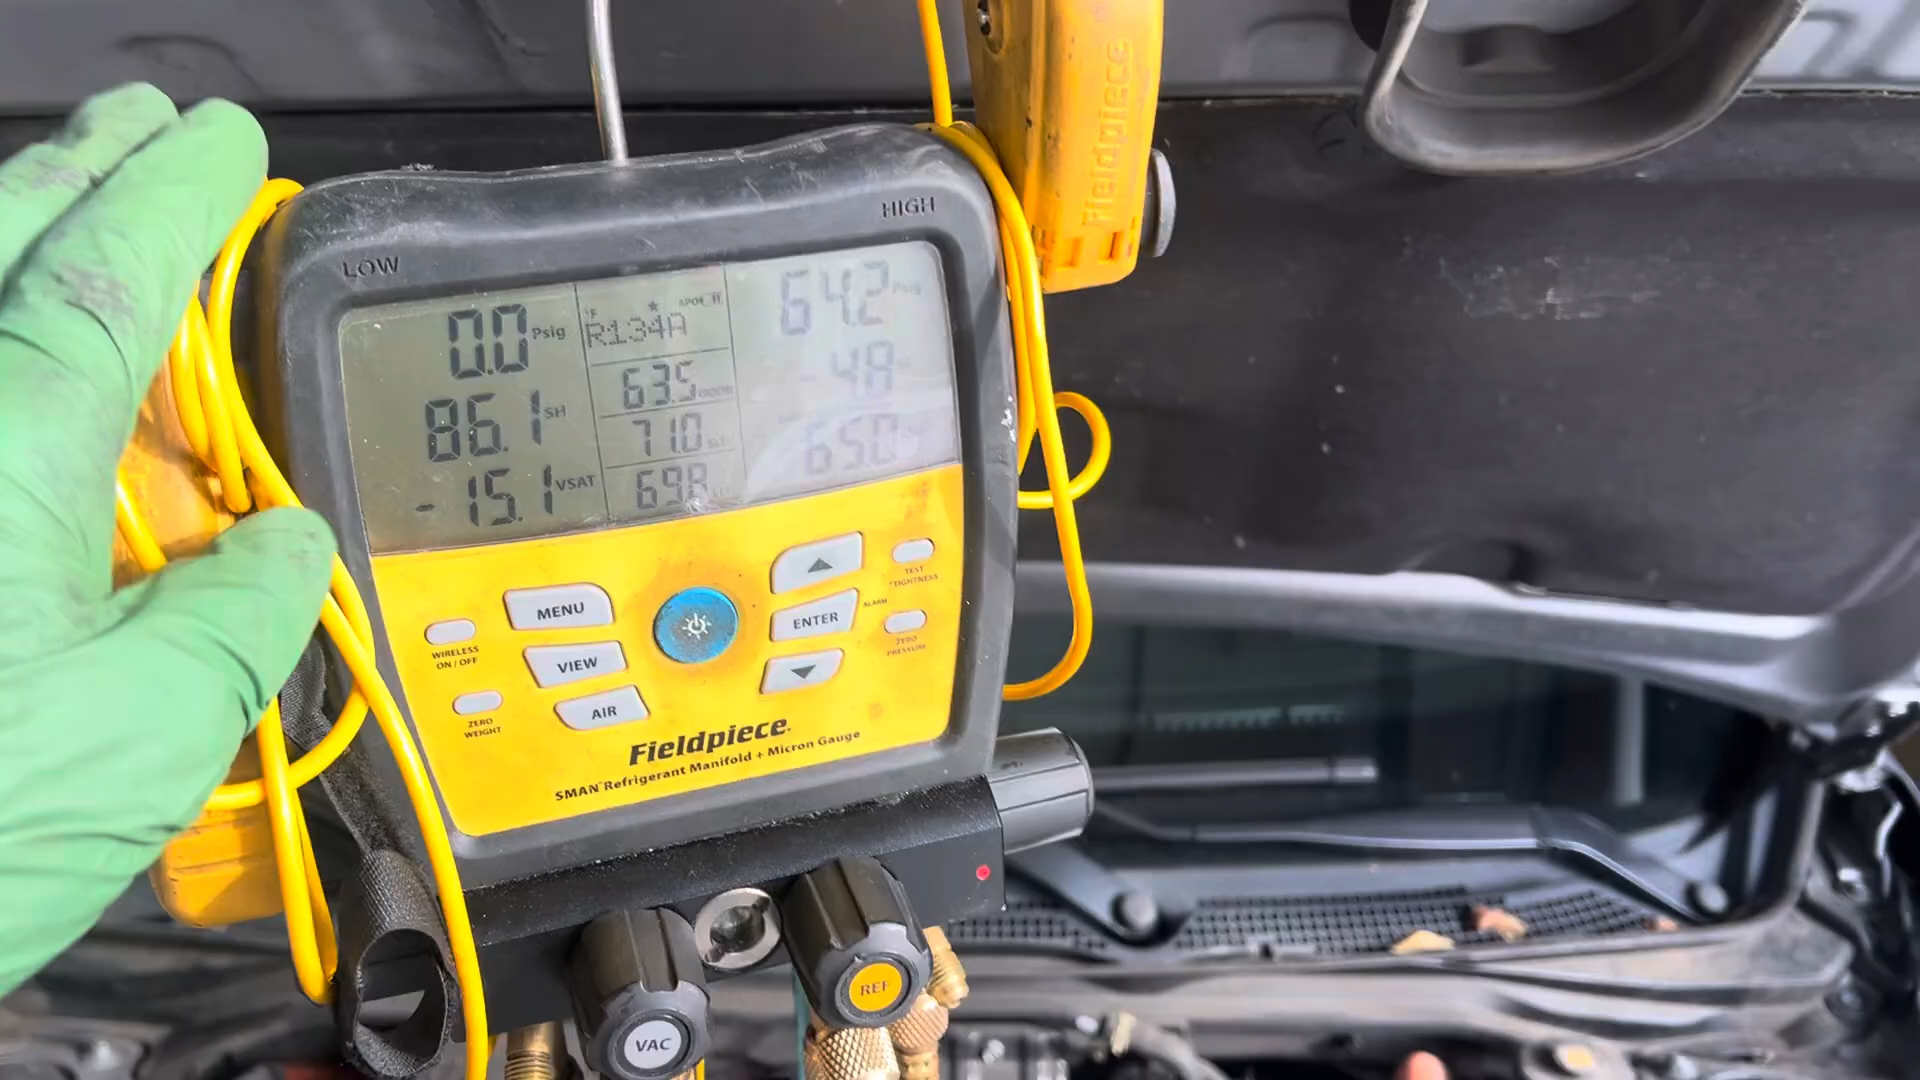 Fieldpiece
LOW
HIGH
0.0 Psig
86.1 SH
-15.1 VSAT
°F
R134A
63.5
71.0
69.8
64.2 Psig
-4.8
65.0
MENU
VIEW
AIR
ENTER
WIRELESS
ON / OFF
ZERO
WEIGHT
TEST
TIGHTNESS
ALARM
ZERO
PRESSURE
Fieldpiece
SMAN™ Refrigerant Manifold + Micron Gauge
VAC
REF